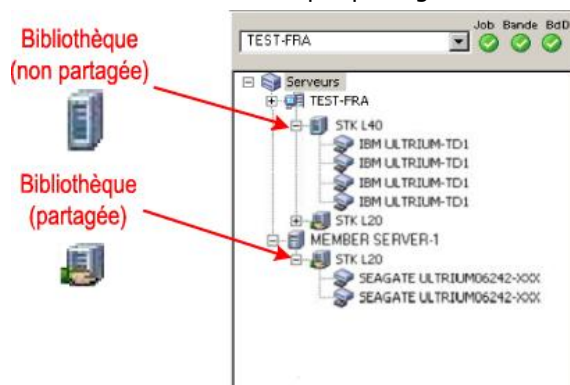 Bibliothèque
(non partagée)
Bibliothèque
(partagée)
Job Bande BdD
TEST-FRA
Serveurs
TEST-FRA
STK L40
IBM ULTRIUM-TD1
IBM ULTRIUM-TD1
IBM ULTRIUM-TD1
IBM ULTRIUM-TD1
STK L20
MEMBER SERVER-1
STK L20
SEAGATE ULTRIUM06242-XXX
SEAGATE ULTRIUM06242-XXX